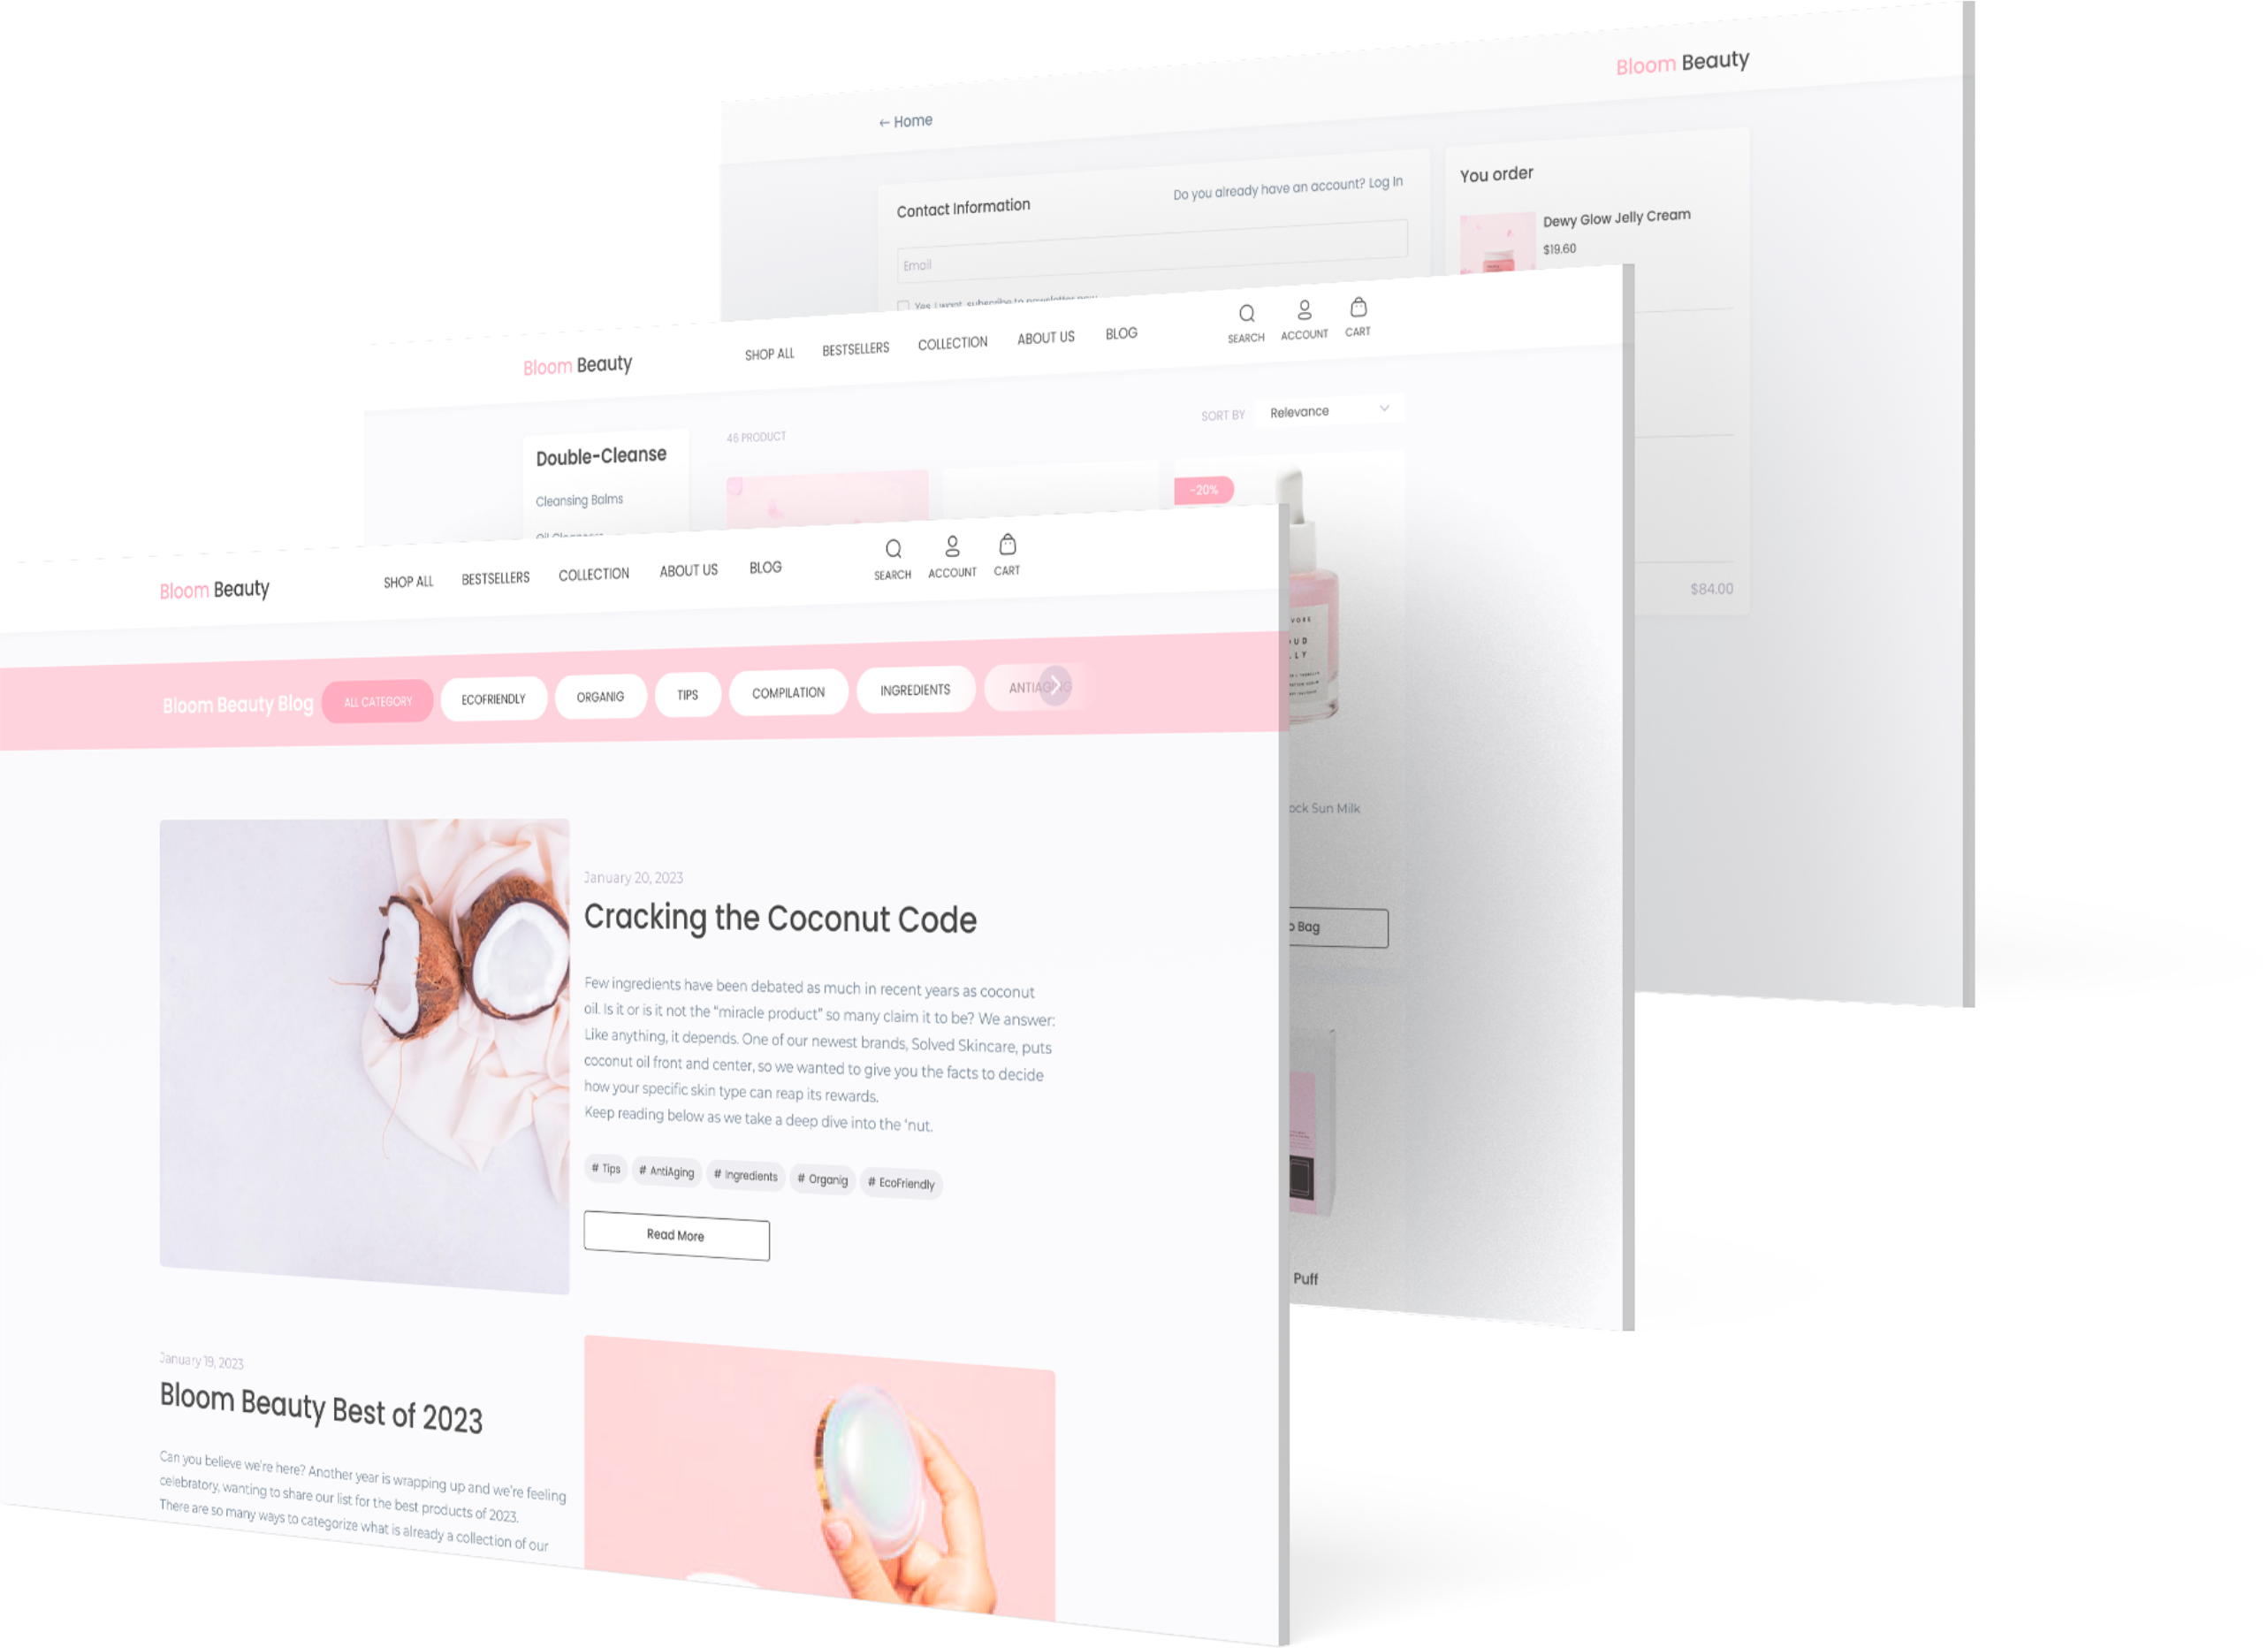 Bloom Beauty
← Home
Contact Information
Do you already have an account? Log In
Email
Yes, I want, subscribe to newsletter now
You order
Dewy Glow Jelly Cream
$19.60
$84.00
Bloom Beauty
SHOP ALL
BESTSELLERS
COLLECTION
ABOUT US
BLOG
SEARCH
ACCOUNT
CART
46 PRODUCT
SORT BY
Relevance
Double-Cleanse
Cleansing Balms
Oil Cleansers
-20%
Sun Milk
Bag
Puff
Bloom Beauty
SHOP ALL
BESTSELLERS
COLLECTION
ABOUT US
BLOG
SEARCH
ACCOUNT
CART
Bloom Beauty Blog
ALL CATEGORY
ECOFRIENDLY
ORGANIG
TIPS
COMPILATION
INGREDIENTS
ANTIAGING
January 20, 2023
Cracking the Coconut Code
Few ingredients have been debated as much in recent years as coconut
oil. Is it or is it not the "miracle product" so many claim it to be? We answer:
Like anything, it depends. One of our newest brands, Solved Skincare, puts
coconut oil front and center, so we wanted to give you the facts to decide
how your specific skin type can reap its rewards.
Keep reading below as we take a deep dive into the 'nut.
# Tips
# AntiAging
# Ingredients
# Organig
# EcoFriendly
Read More
January 19, 2023
Bloom Beauty Best of 2023
Can you believe we're here? Another year is wrapping up and we're feeling
celebratory, wanting to share our list for the best products of 2023.
There are so many ways to categorize what is already a collection of our